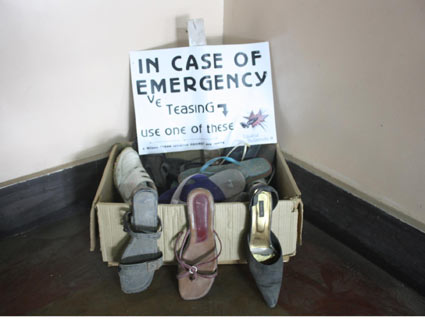 IN CASE OF
EMERGENCY
Ve TEASING
USE ONE OF THESE